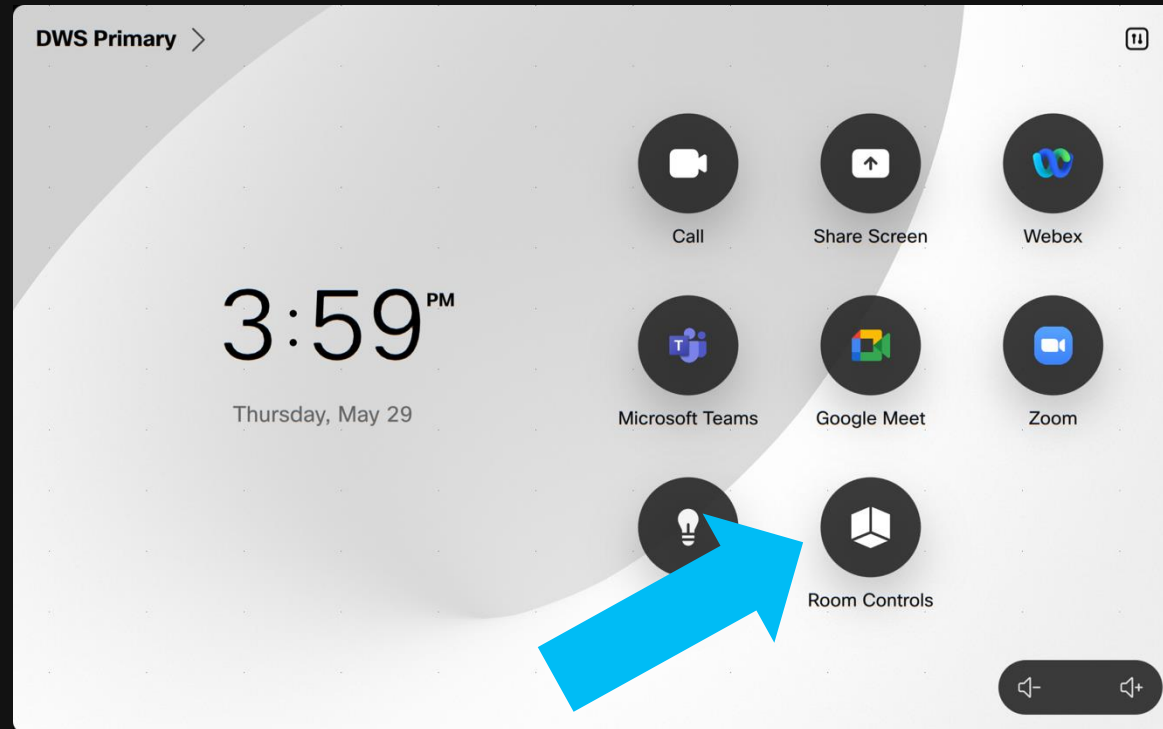 DWS Primary
Call
Share Screen
Webex
3:59 PM
Thursday, May 29
Microsoft Teams
Google Meet
Zoom
Room Controls